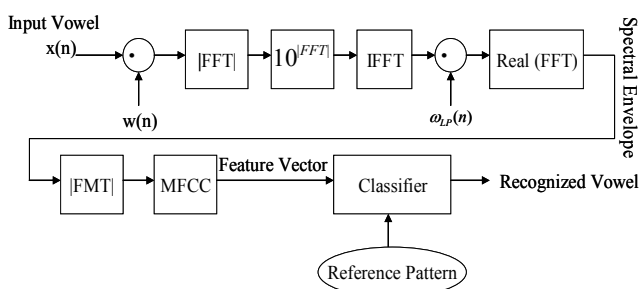 Input Vowel
x(n)
|FFT|
10^|FFT|
IFFT
Real (FFT)
w(n)
ω_LP(n)
Spectral Envelope
|FMT|
MFCC
Feature Vector
Classifier
Recognized Vowel
Reference Pattern